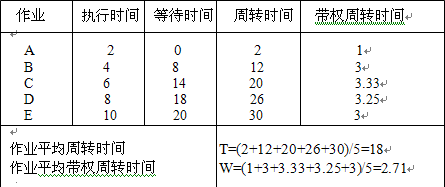 作业 执行时间 等待时间 周转时间 带权周转时间
A 2 0 2 1
B 4 8 12 3
C 6 14 20 3.33
D 8 18 26 3.25
E 10 20 30 3
作业平均周转时间 T=(2+12+20+26+30)/5=18
作业平均带权周转时间 W=(1+3+3.33+3.25+3)/5=2.71